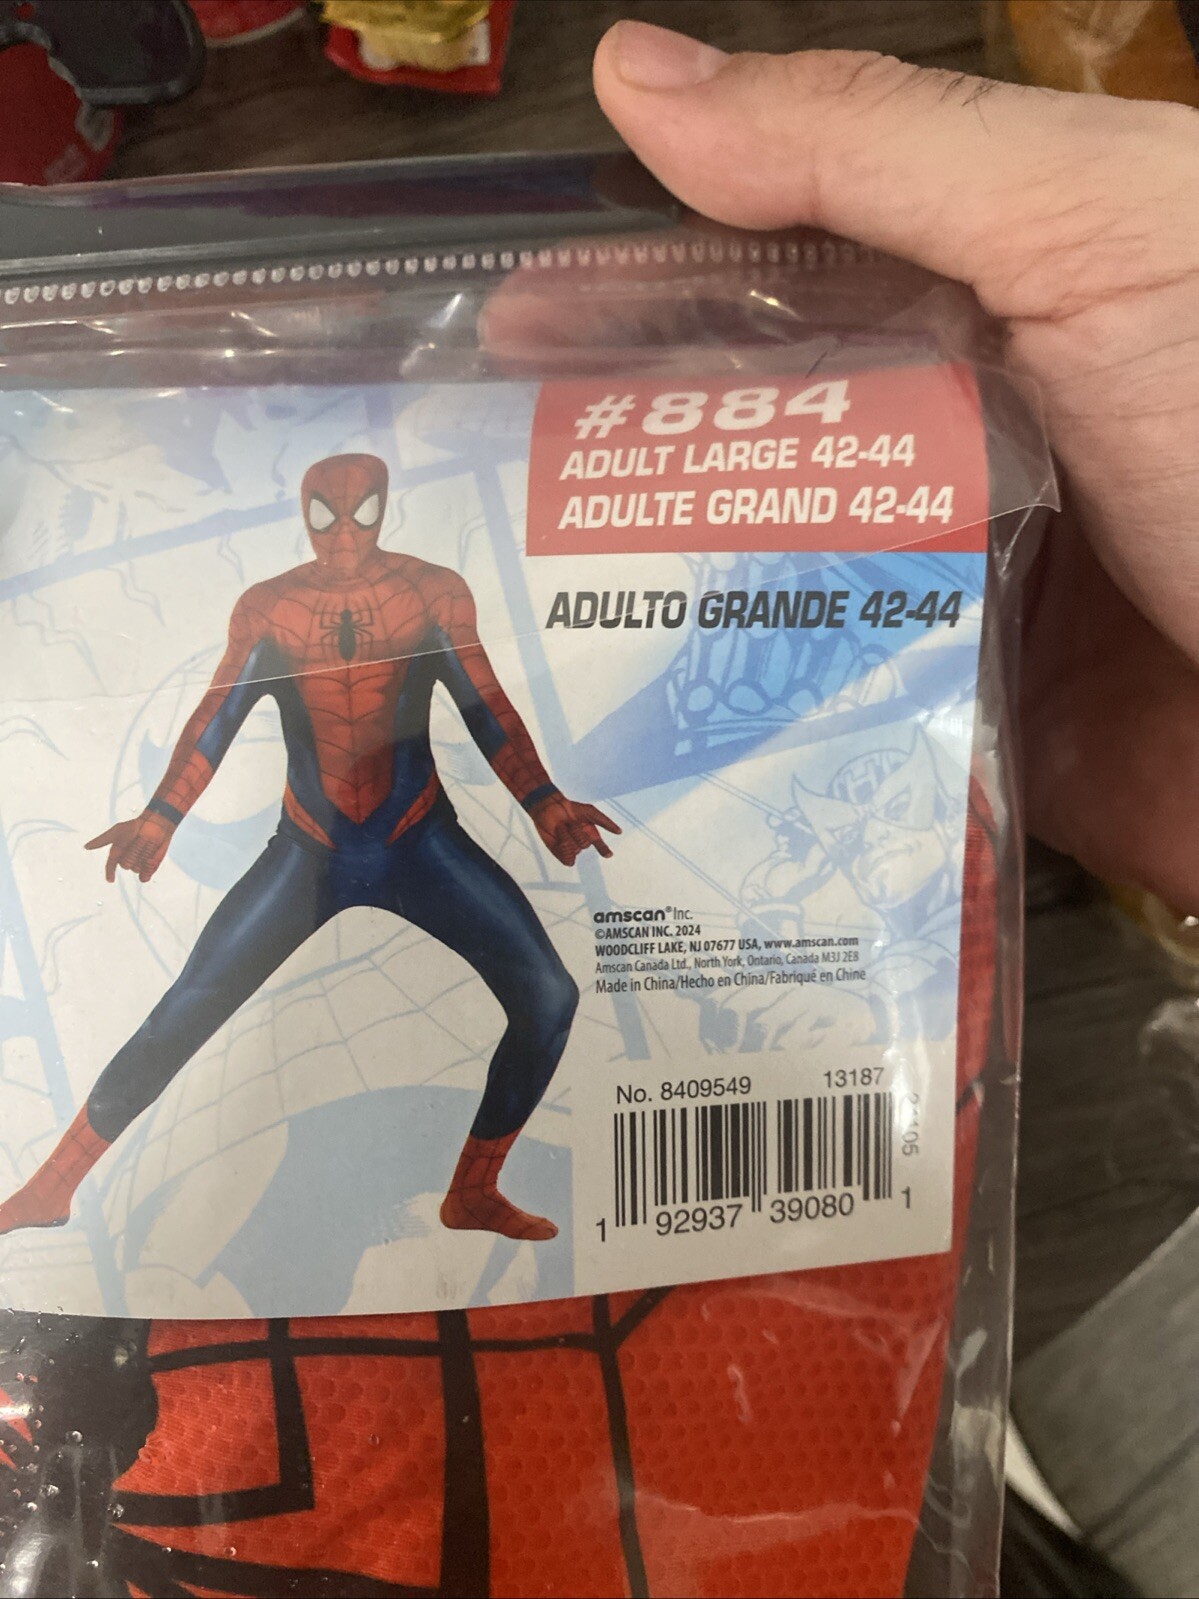 #884
ADULT LARGE 42-44
ADULTE GRAND 42-44
ADULTO GRANDE 42-44
amscan® Inc.
©AMSCAN INC. 2024
WOODCLIFF LAKE, NJ 07677 USA, www.amscan.com
Amscan Canada Ltd., North York, Ontario, Canada M3J 2E8
Made in China/Hecho en China/Fabriqué en Chine
No. 8409549 13187
1 92937 39080 1